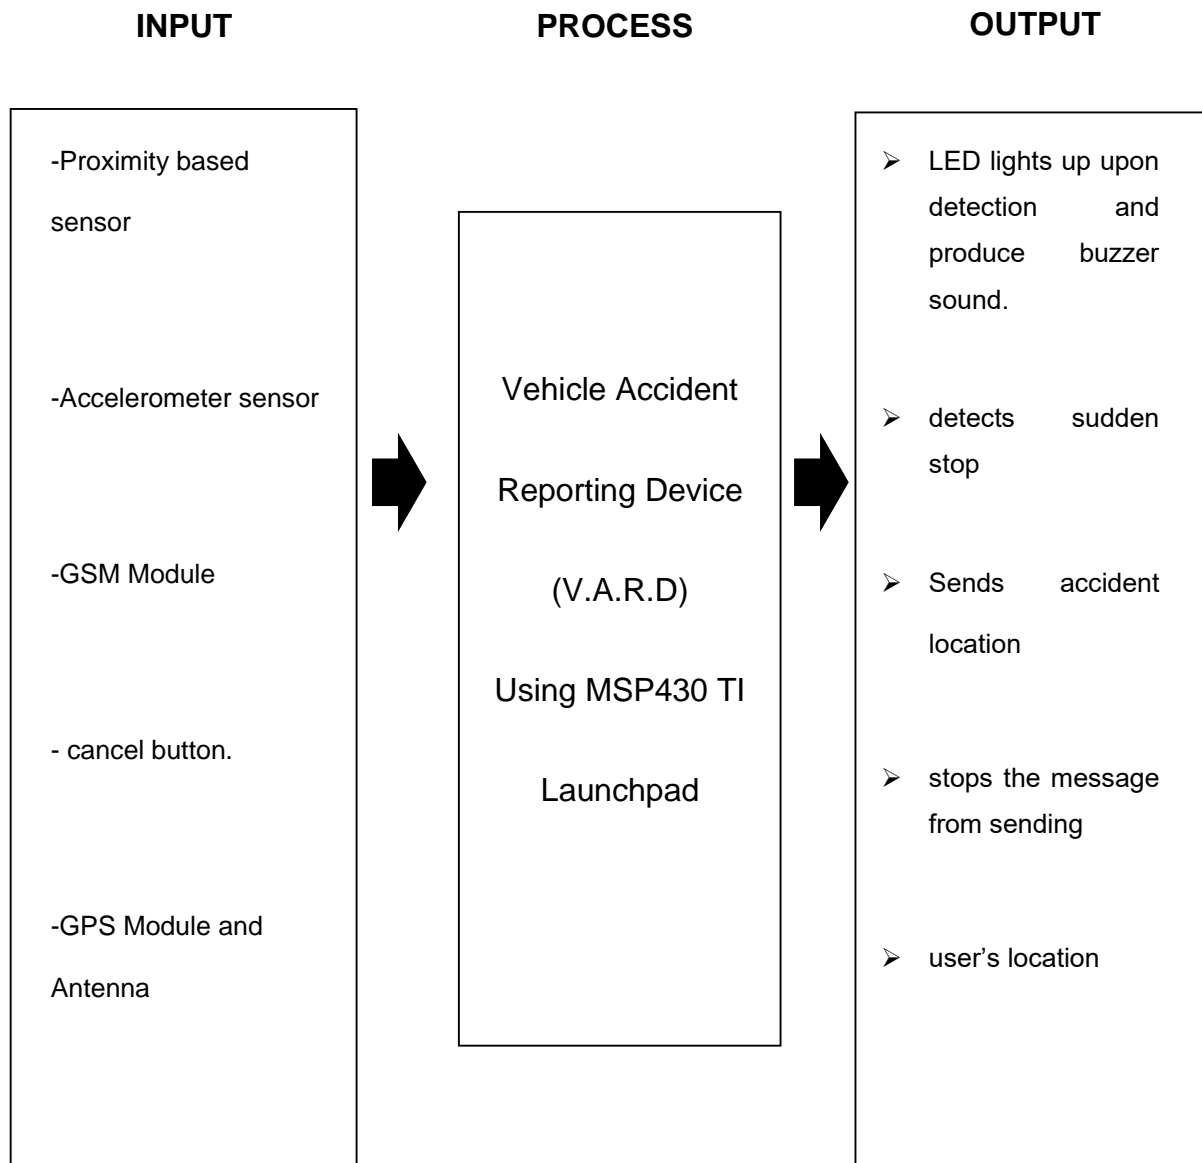 INPUT
PROCESS
OUTPUT
-Proximity based
sensor
-Accelerometer sensor
-GSM Module
- cancel button.
-GPS Module and
Antenna
Vehicle Accident
Reporting Device
(V.A.R.D)
Using MSP430 TI
Launchpad
➢ LED lights up upon
detection and
produce buzzer
sound.
➢ detects sudden
stop
➢ Sends accident
location
➢ stops the message
from sending
➢ user’s location